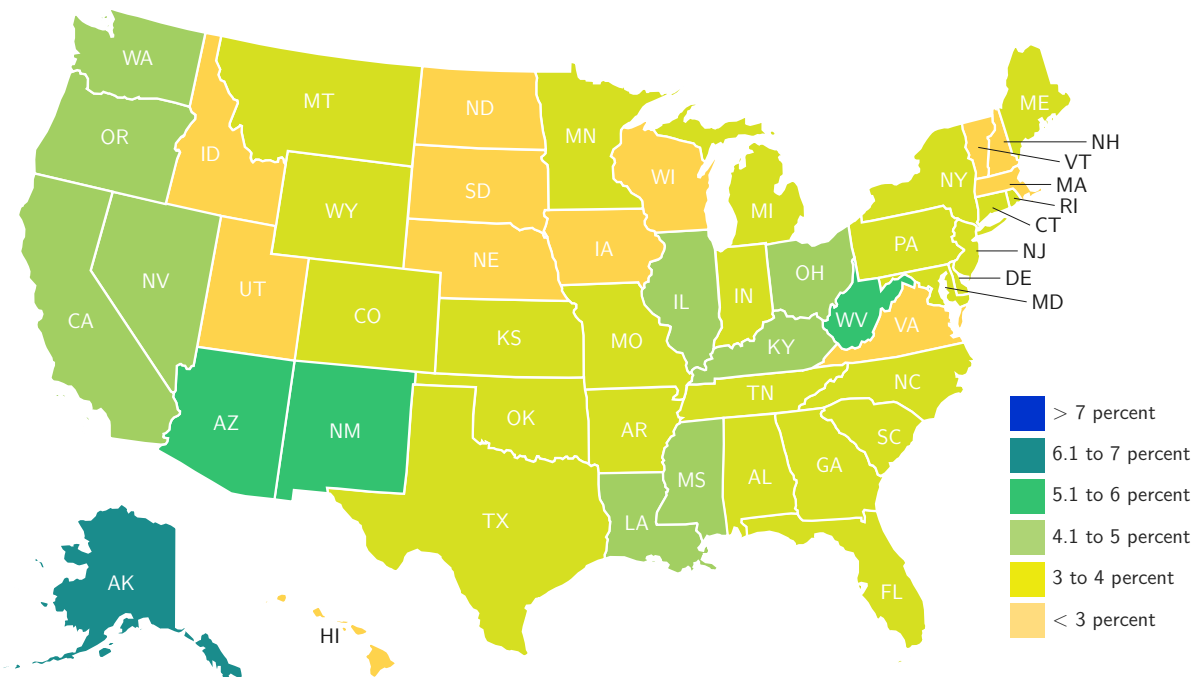 WA
OR
CA
NV
ID
MT
WY
UT
CO
AZ
NM
ND
SD
NE
KS
OK
TX
MN
IA
MO
AR
LA
WI
IL
MI
IN
OH
KY
TN
MS
AL
GA
FL
SC
NC
VA
WV
PA
NY
ME
NH
VT
MA
RI
CT
NJ
DE
MD
AK
HI
> 7 percent
6.1 to 7 percent
5.1 to 6 percent
4.1 to 5 percent
3 to 4 percent
< 3 percent